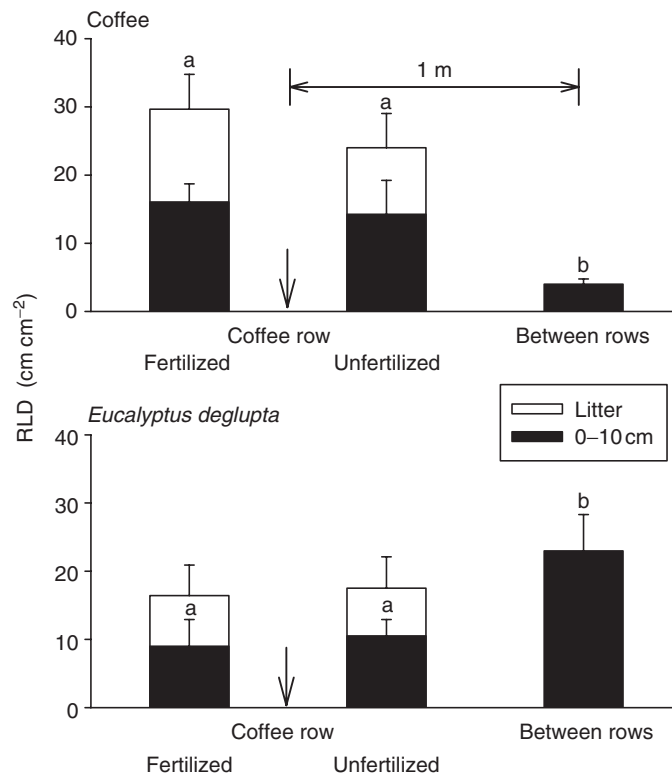 Coffee
40
30
20
10
0
a
a
b
1 m
Coffee row
Between rows
Fertilized
Unfertilized
RLD (cm cm⁻²)
Eucalyptus deglupta
Litter
0–10 cm
40
30
20
10
0
a
a
b
Coffee row
Between rows
Fertilized
Unfertilized